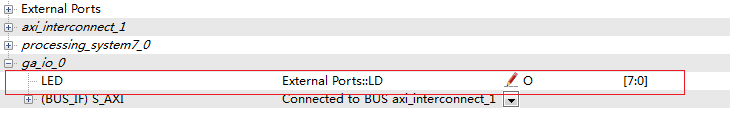 External Ports
axi_interconnect_1
processing_system7_0
ga_io_0
LED External Ports::LD O [7:0]
(BUS_IF) S_AXI Connected to BUS axi_interconnect_1